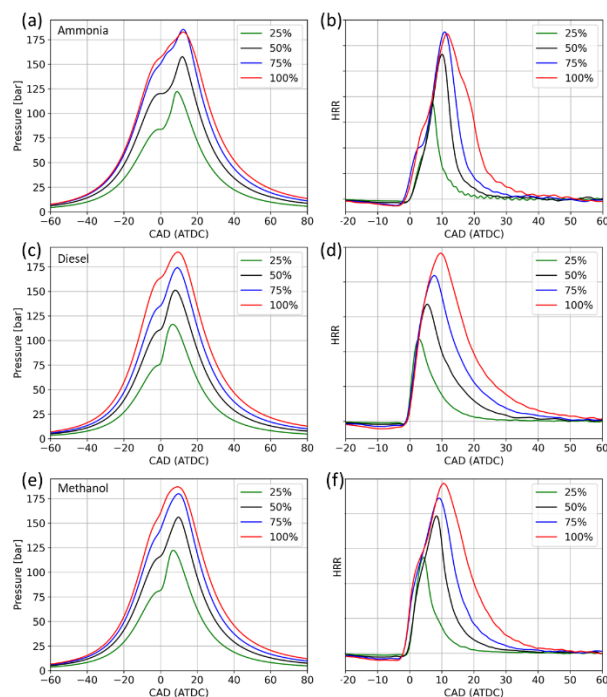 (a)
Ammonia
25%
50%
75%
100%
Pressure [bar]
175
150
125
100
75
50
25
0
−60 −40 −20 0 20 40 60 80
CAD (ATDC)
(b)
25%
50%
75%
100%
HRR
−20 −10 0 10 20 30 40 50 60
CAD (ATDC)
(c)
Diesel
25%
50%
75%
100%
Pressure [bar]
175
150
125
100
75
50
25
0
−60 −40 −20 0 20 40 60 80
CAD (ATDC)
(d)
25%
50%
75%
100%
HRR
−20 −10 0 10 20 30 40 50 60
CAD (ATDC)
(e)
Methanol
25%
50%
75%
100%
Pressure [bar]
175
150
125
100
75
50
25
0
−60 −40 −20 0 20 40 60 80
CAD (ATDC)
(f)
25%
50%
75%
100%
HRR
−20 −10 0 10 20 30 40 50 60
CAD (ATDC)